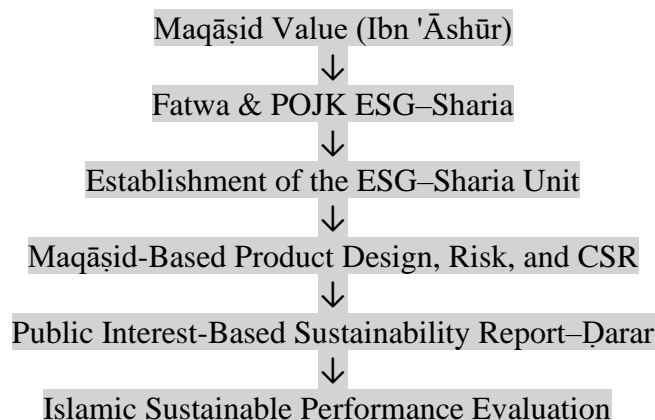 Maqāṣid Value (Ibn 'Āshūr)
↓
Fatwa & POJK ESG–Sharia
↓
Establishment of the ESG–Sharia Unit
↓
Maqāṣid-Based Product Design, Risk, and CSR
↓
Public Interest-Based Sustainability Report–Ḍarar
↓
Islamic Sustainable Performance Evaluation